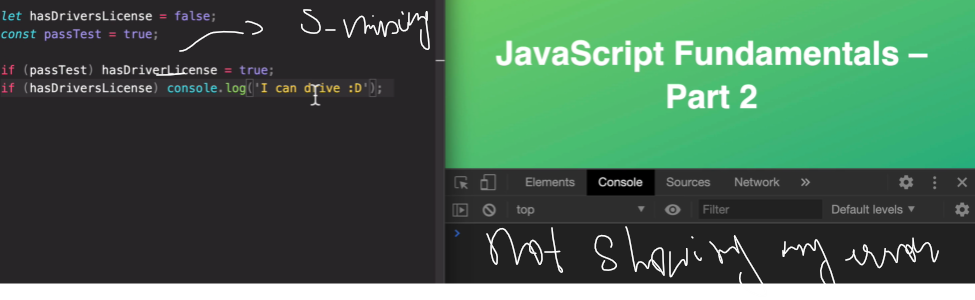 let hasDriversLicense = false;
const passTest = true;
S-missing
if (passTest) hasDriverLicense = true;
if (hasDriversLicense) console.log('I can drive :D');
JavaScript Fundamentals –
Part 2
Elements Console Sources Network »
top Filter Default levels
not showing my error